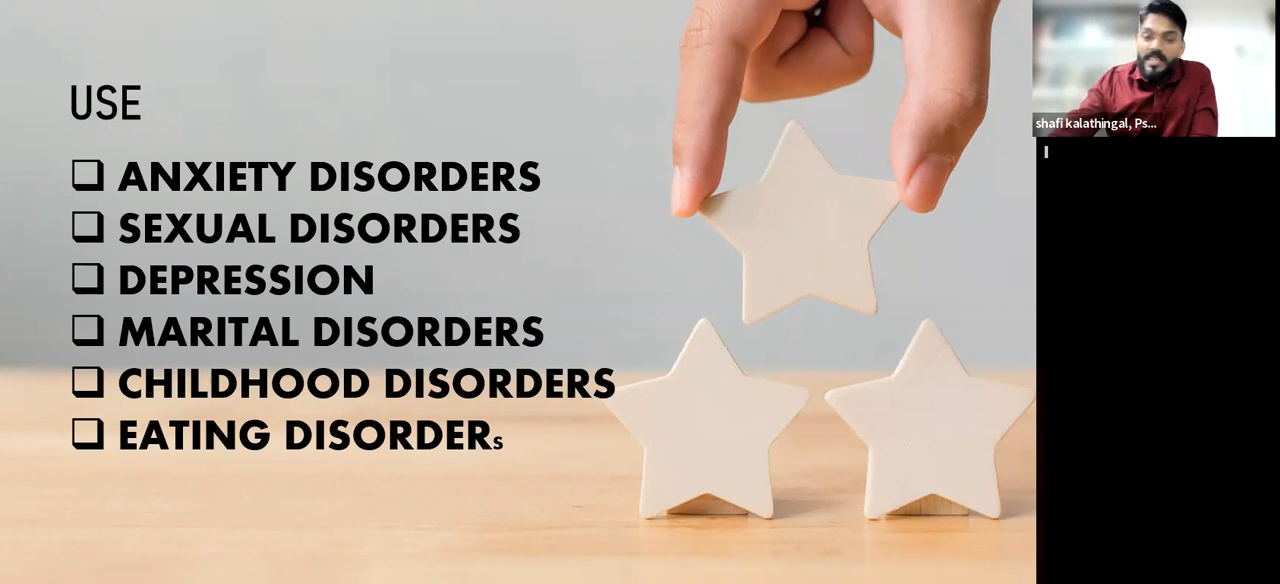 USE
❑ ANXIETY DISORDERS
❑ SEXUAL DISORDERS
❑ DEPRESSION
❑ MARITAL DISORDERS
❑ CHILDHOOD DISORDERS
❑ EATING DISORDERs
shafi kalathingal, Ps...